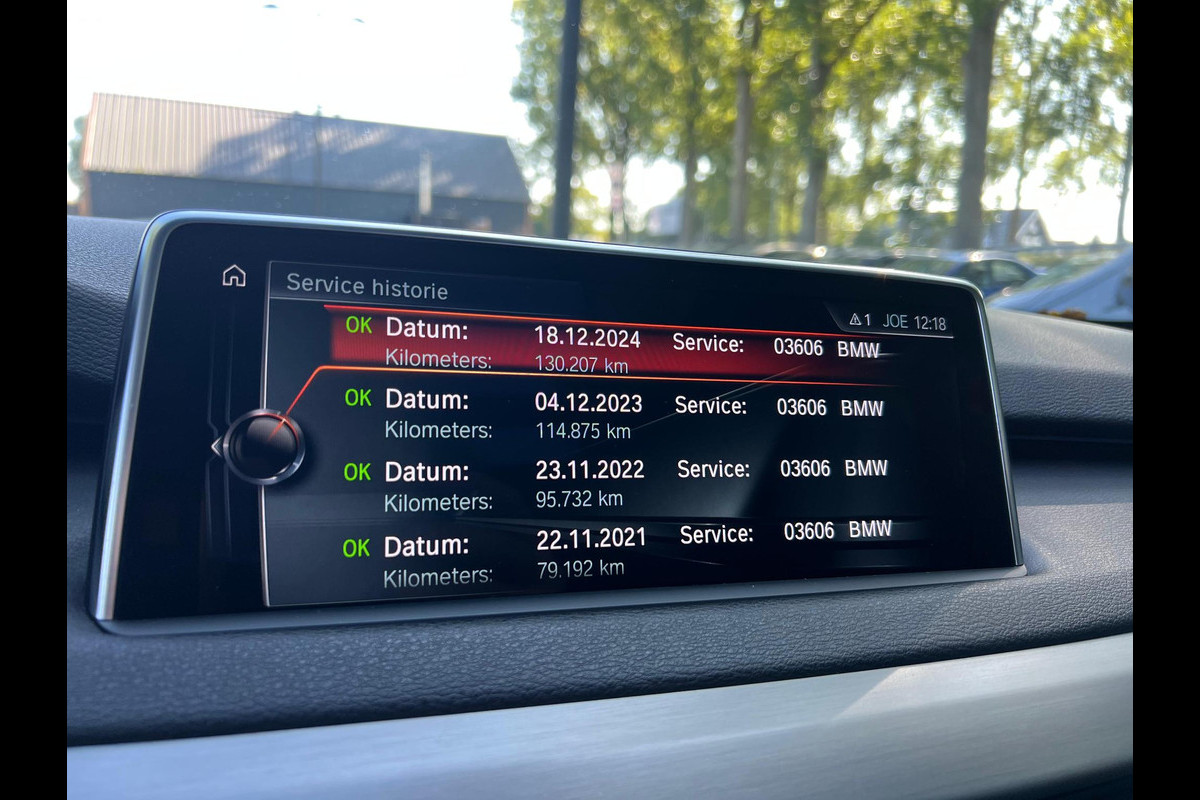 Service historie
⚠1 JOE 12:18
OK Datum: 18.12.2024 Service: 03606 BMW
Kilometers: 130.207 km
OK Datum: 04.12.2023 Service: 03606 BMW
Kilometers: 114.875 km
OK Datum: 23.11.2022 Service: 03606 BMW
Kilometers: 95.732 km
OK Datum: 22.11.2021 Service: 03606 BMW
Kilometers: 79.192 km